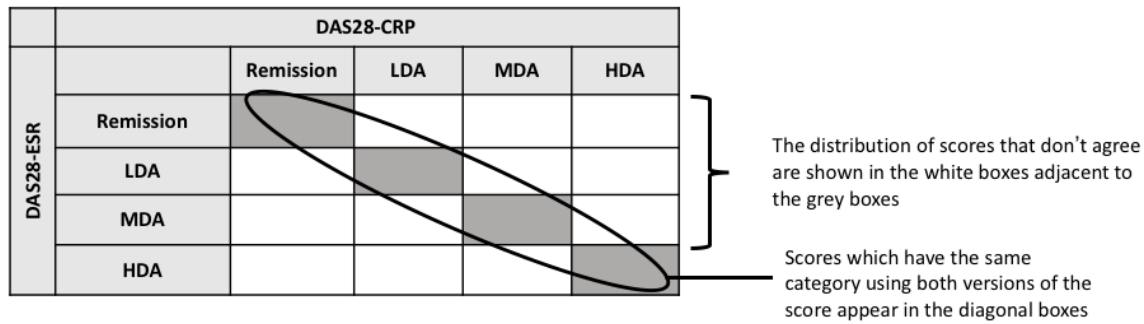 DAS28-CRP
Remission LDA MDA HDA
DAS28-ESR
Remission
LDA
MDA
HDA
The distribution of scores that don’t agree
are shown in the white boxes adjacent to
the grey boxes
Scores which have the same
category using both versions of the
score appear in the diagonal boxes